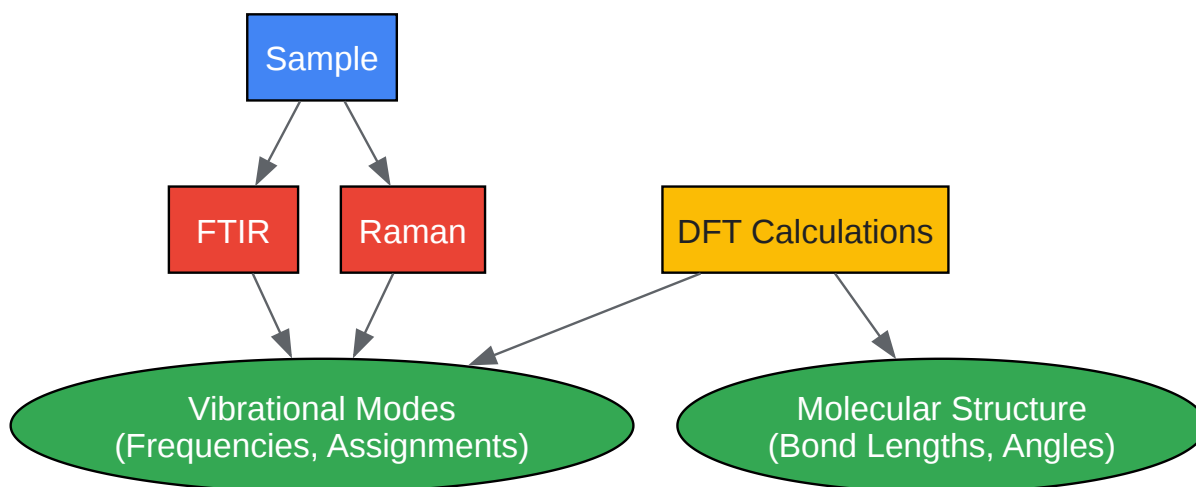 Sample
FTIR
Raman
DFT Calculations
Vibrational Modes
(Frequencies, Assignments)
Molecular Structure
(Bond Lengths, Angles)